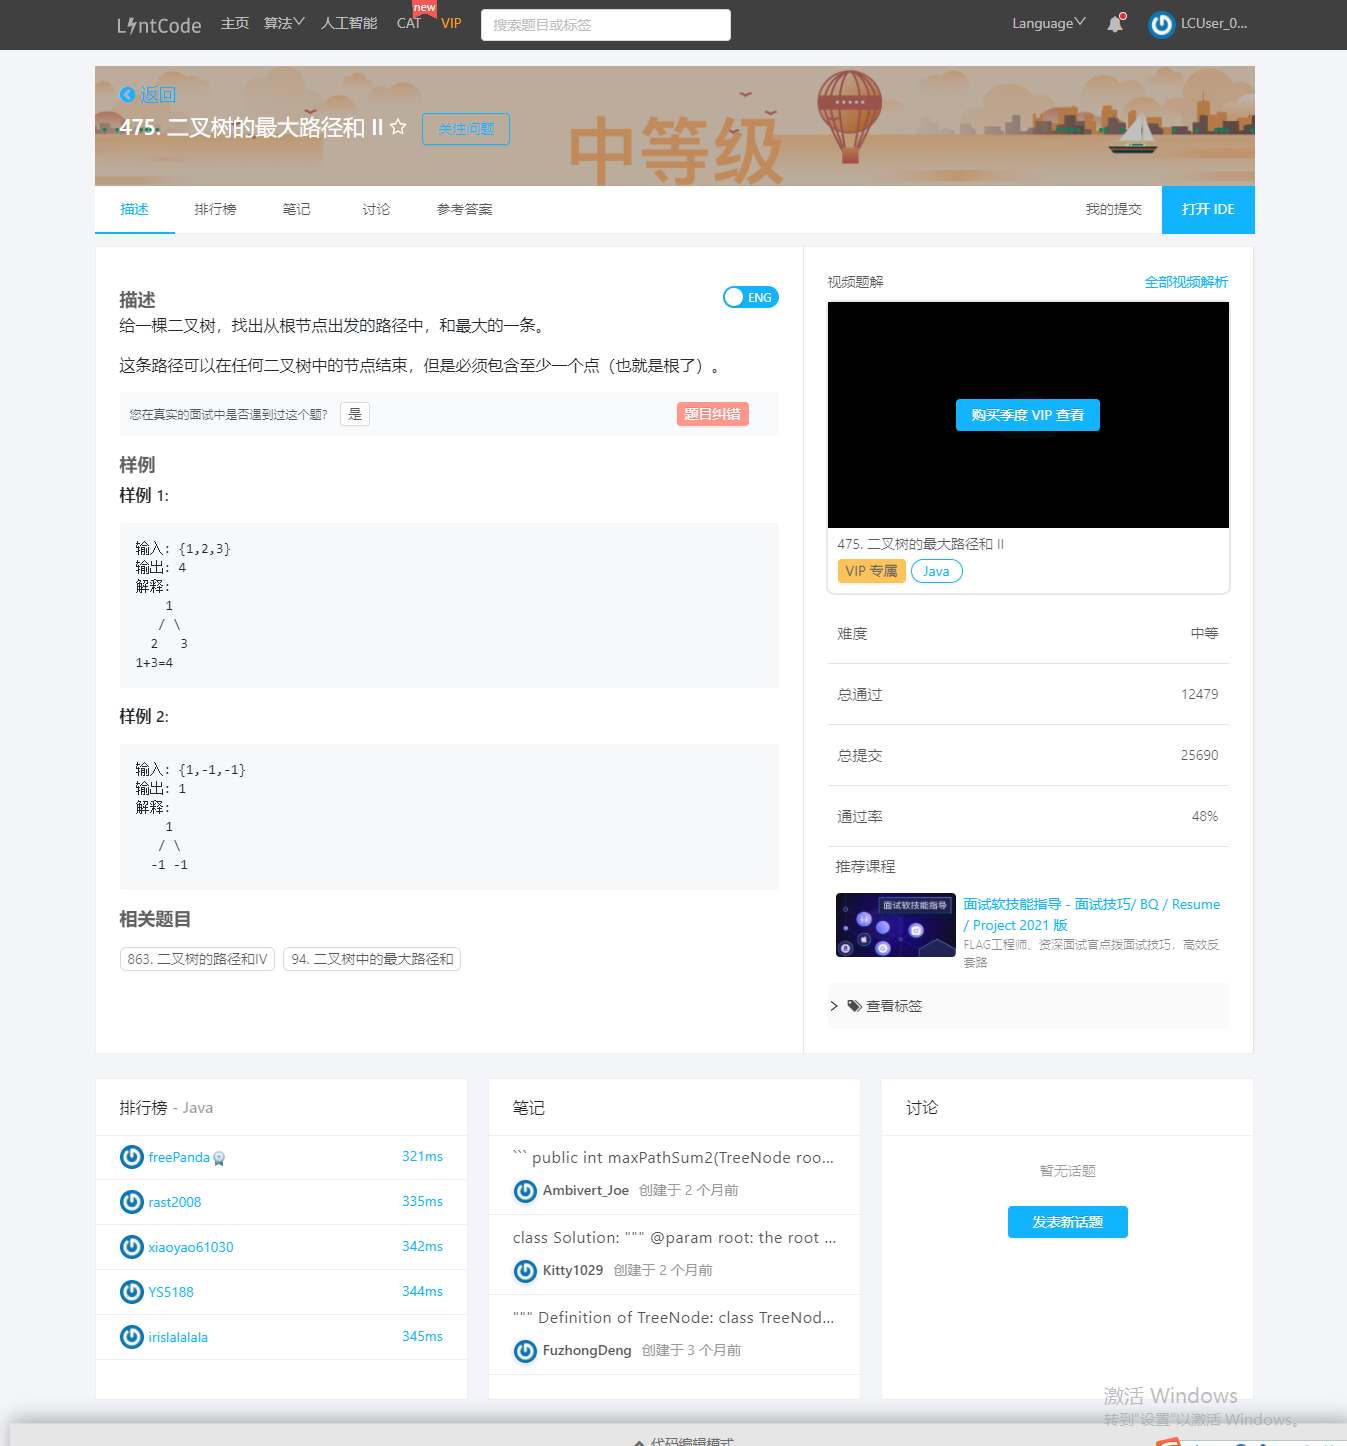 LintCode 主页 算法 人工智能 CAT new VIP 搜索题目或标签 Language LCUser_0...
返回
475. 二叉树的最大路径和 II 关注问题
中等级
描述 排行榜 笔记 讨论 参考答案 我的提交 打开 IDE
描述 ENG
给一棵二叉树，找出从根节点出发的路径中，和最大的一条。
这条路径可以在任何二叉树中的节点结束，但是必须包含至少一个点（也就是根了）。
您在真实的面试中是否遇到过这个题？ 是 题目纠错
样例
样例 1:
输入: {1,2,3}
输出: 4
解释:
1
/ \
2 3
1+3=4
样例 2:
输入: {1,-1,-1}
输出: 1
解释:
1
/ \
-1 -1
相关题目
863. 二叉树的路径和IV 94. 二叉树中的最大路径和
视频题解 全部视频解析
购买季度 VIP 查看
475. 二叉树的最大路径和 II
VIP 专属 Java
难度 中等
总通过 12479
总提交 25690
通过率 48%
推荐课程
面试软技能指导
面试软技能指导 - 面试技巧/ BQ / Resume
/ Project 2021 版
FLAG工程师、资深面试官点拨面试技巧，高效反
套路
查看标签
排行榜 - Java
freePanda 321ms
rast2008 335ms
xiaoyao61030 342ms
YS5188 344ms
irislalalala 345ms
笔记
``` public int maxPathSum2(TreeNode roo...
Ambivert_Joe 创建于 2 个月前
class Solution: """ @param root: the root ...
Kitty1029 创建于 2 个月前
""" Definition of TreeNode: class TreeNod...
FuzhongDeng 创建于 3 个月前
讨论
暂无话题
发表新话题
激活 Windows
转到"设置"以激活 Windows。
代码编辑模式